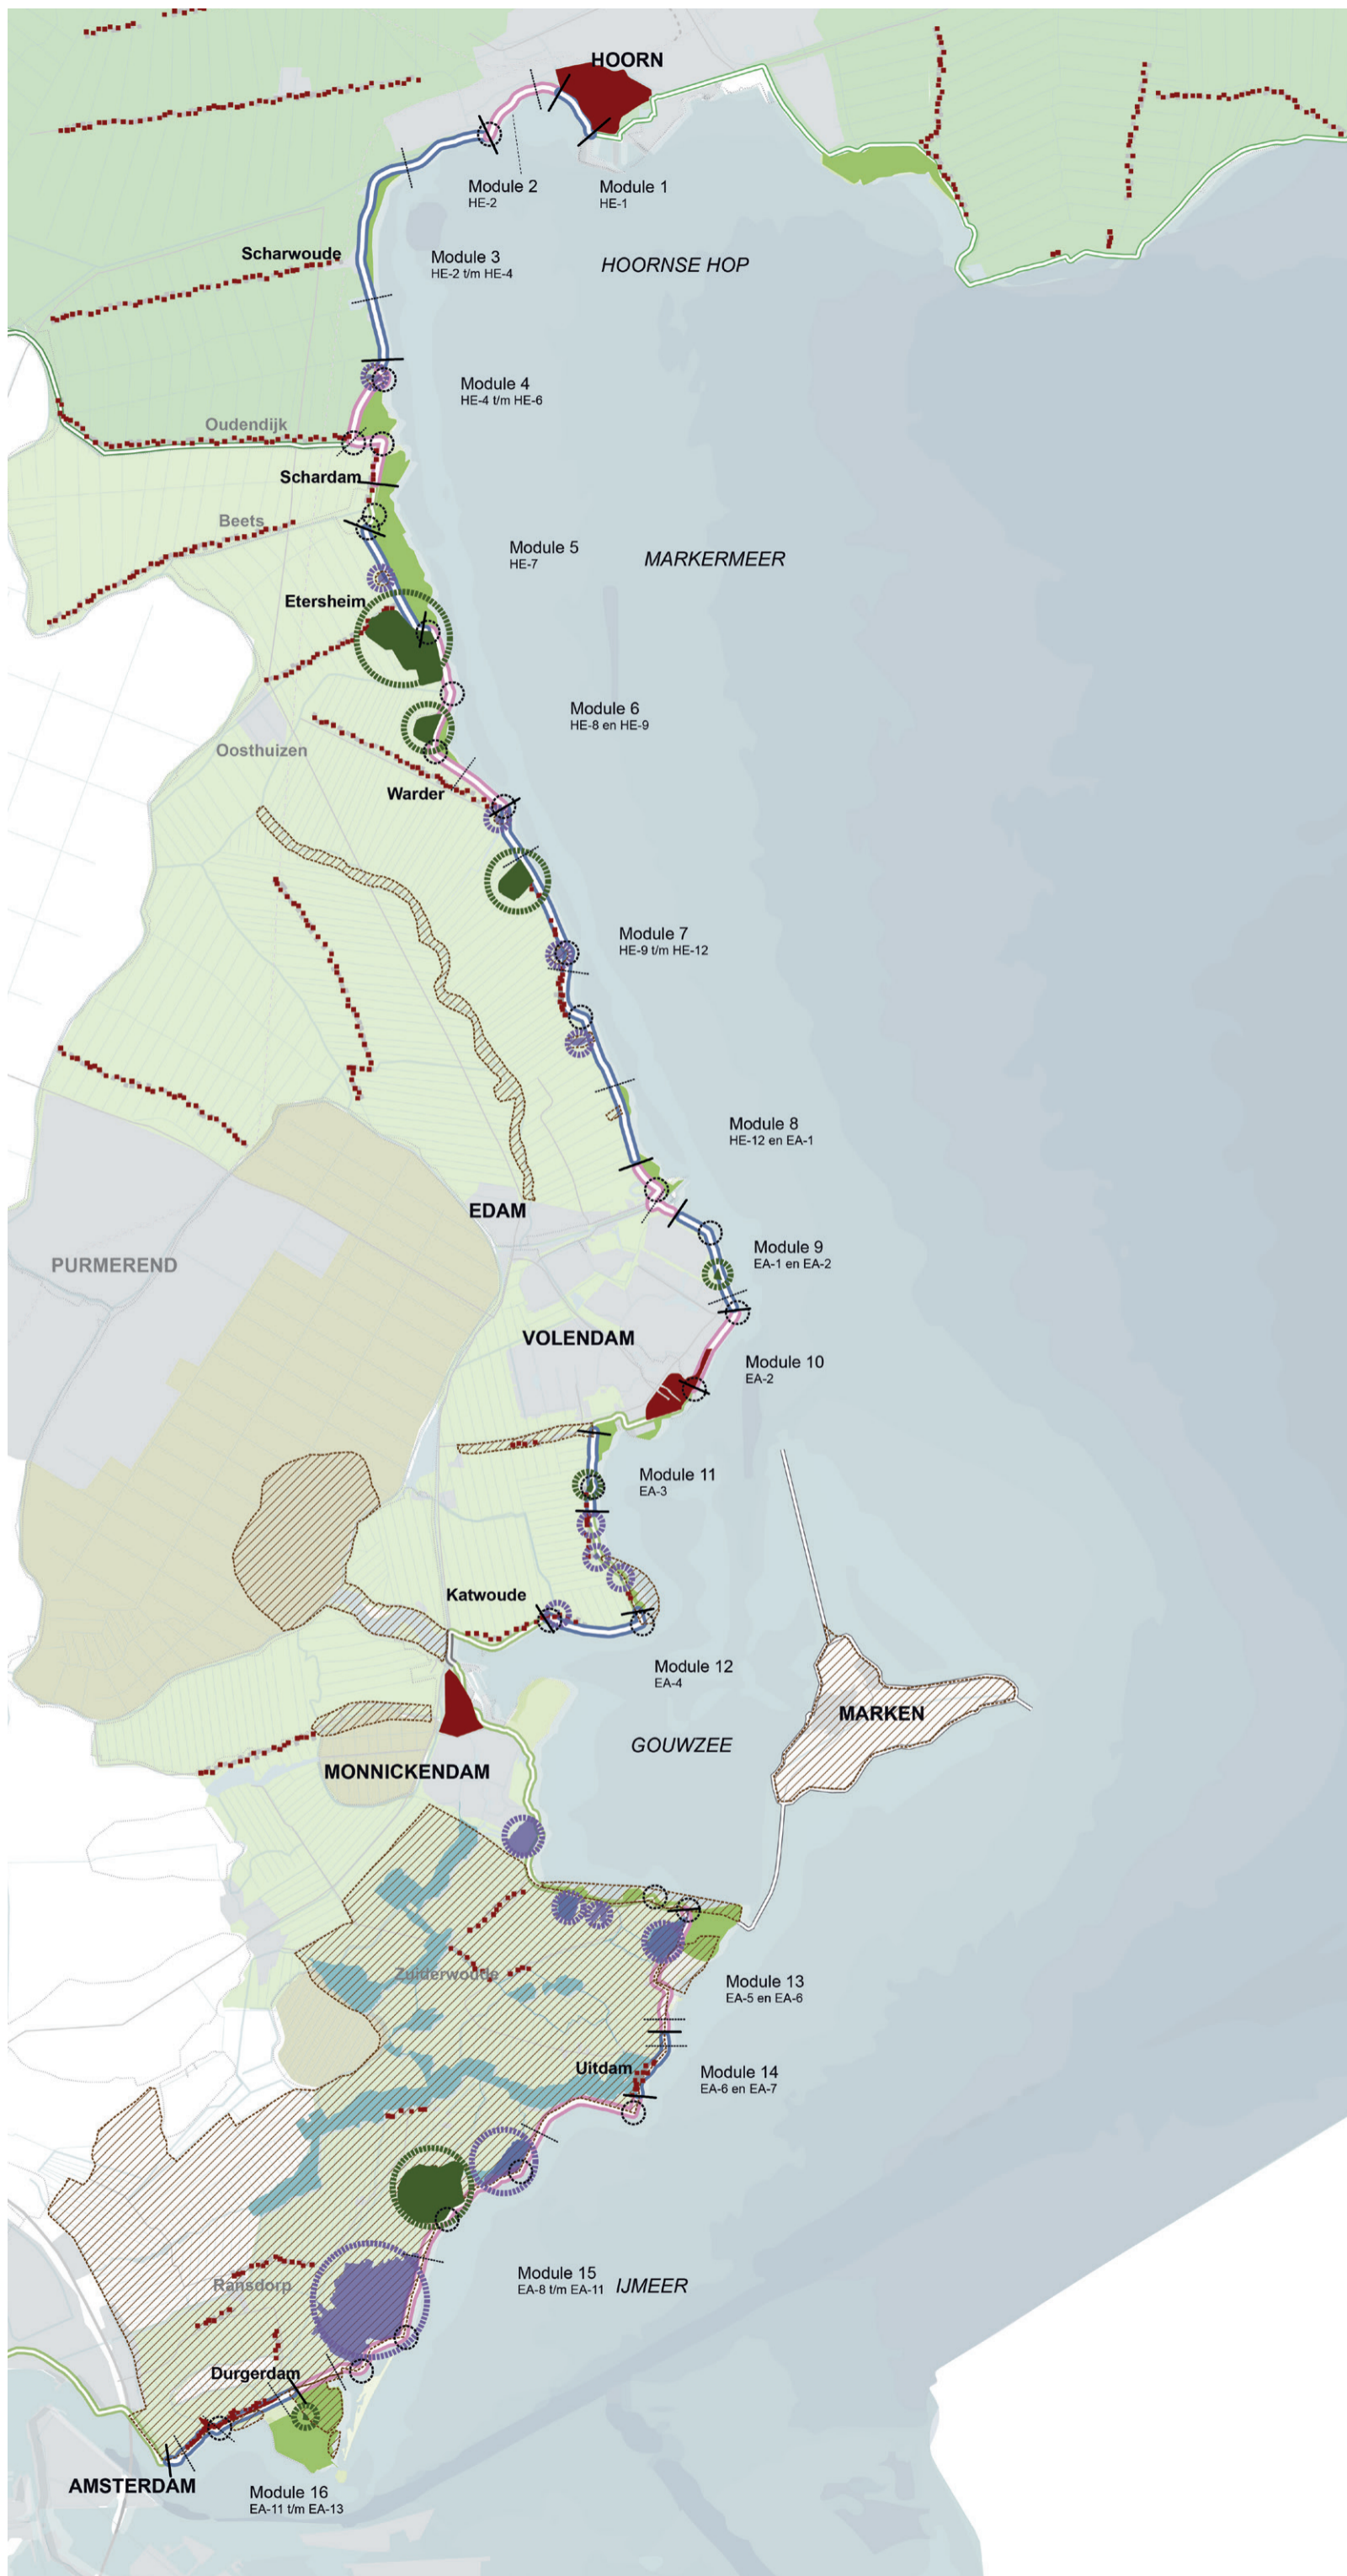 HOORN
Module 2
HE-2
Module 1
HE-1
Scharwoude
Module 3
HE-2 t/m HE-4
HOORNSE HOP
Module 4
HE-4 t/m HE-6
Oudendijk
Schardam
Beets
Module 5
HE-7
MARKERMEER
Etersheim
Module 6
HE-8 en HE-9
Oosthuizen
Warder
Module 7
HE-9 t/m HE-12
Module 8
HE-12 en EA-1
EDAM
Module 9
EA-1 en EA-2
PURMEREND
VOLENDAM
Module 10
EA-2
Module 11
EA-3
Katwoude
Module 12
EA-4
MARKEN
GOUWZEE
MONNICKENDAM
Zuiderwoude
Module 13
EA-5 en EA-6
Uitdam
Module 14
EA-6 en EA-7
Module 15
EA-8 t/m EA-11
IJMEER
Ransdorp
Durgerdam
AMSTERDAM
Module 16
EA-11 t/m EA-13